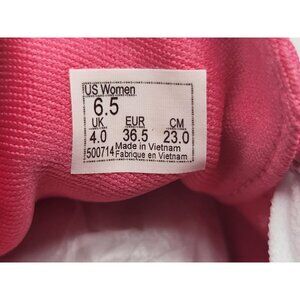 US Women
6.5
UK EUR CM
4.0 36.5 23.0
500714 Made in Vietnam
Fabrique en Vietnam